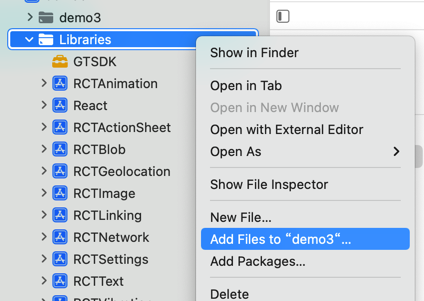 demo3
Libraries
GTSDK
RCTAnimation
React
RCTActionSheet
RCTBlob
RCTGeolocation
RCTImage
RCTLinking
RCTNetwork
RCTSettings
RCTText
Show in Finder
Open in Tab
Open in New Window
Open with External Editor
Open As
Show File Inspector
New File...
Add Files to “demo3“...
Add Packages...
Delete